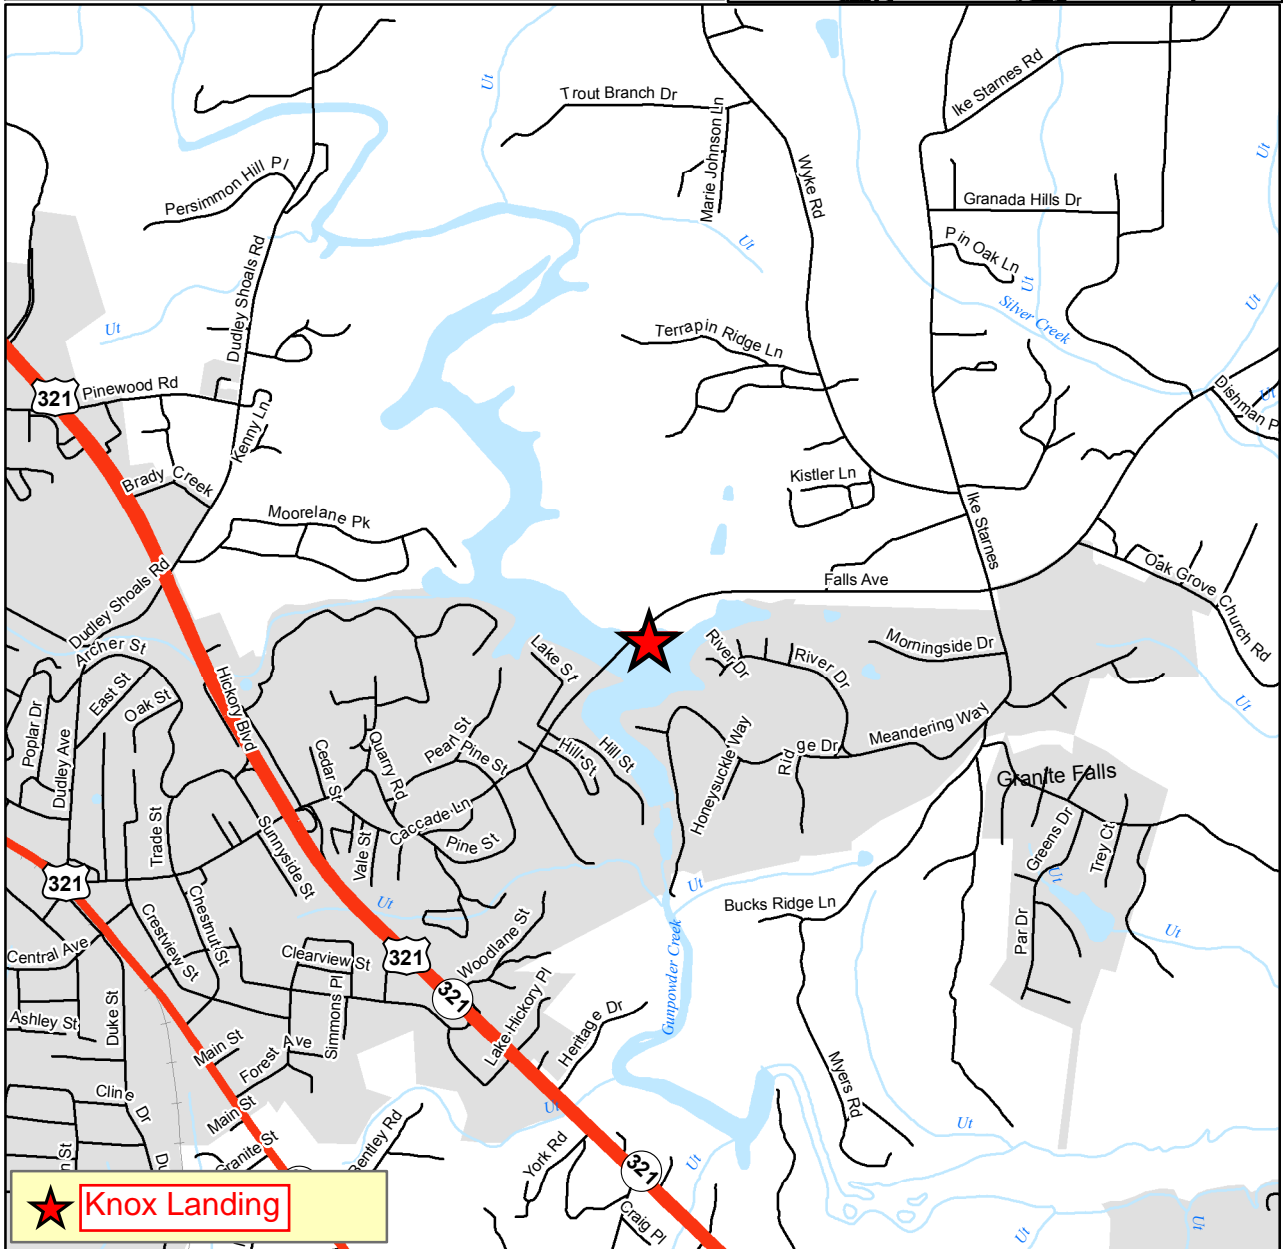 Ut
Trout Branch Dr
Ike Starnes Rd
Marie Johnson Ln
Ut
Persimmon Hill Pl
Wyke Rd
Granada Hills Dr
Ut
Pin Oak Ln
Dudley Shoals Rd
Ut
Silver Creek
Ut
Ut
Terrapin Ridge Ln
321
Pinewood Rd
Dishman P
Ut
Kenny Ln
Brady Creek
Kistler Ln
Moorelane Pk
Ike Starnes
Dudley Shoals Rd
Falls Ave
Oak Grove Church Rd
Archer St
Lake St
River Dr
River Dr
Morningside Dr
East St
Oak St
Hickory Blvd
Ut
Poplar Dr
Dudley Ave
Cedar St
Quarry Rd
Pearl St
Pine St
Hill St
Hill St
Honeysuckle Way
Ridge Dr
Meandering Way
Granite Falls
Trade St
Sunnyside St
Vale St
Caccade Ln
Pine St
Greens Dr
Trey Ct
Ut
321
Ut
Ut
Bucks Ridge Ln
Chestnut St
Crestview St
Central Ave
Clearview St
321
Woodlane St
Gunpowder Creek
Par Dr
Ut
321
Ashley St
Duke St
Simmons Pl
Lake Hickory Pl
Heritage Dr
Main St
Forest Ave
Myers Rd
Cline Dr
Main St
Ut
Ut
Granite St
Bentley Rd
York Rd
321
Ut
n St
Du
Craig Pl
Ut
Ut
Knox Landing